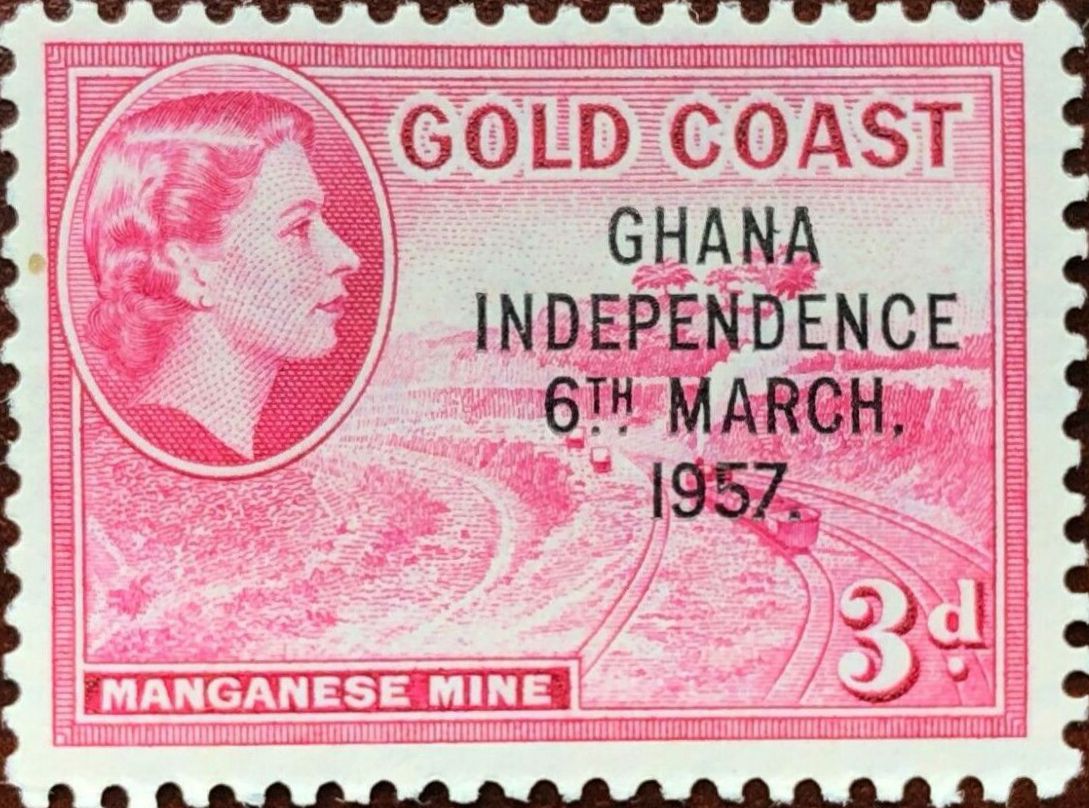 GOLD COAST
GHANA
INDEPENDENCE
6TH MARCH,
1957.
3d
MANGANESE MINE